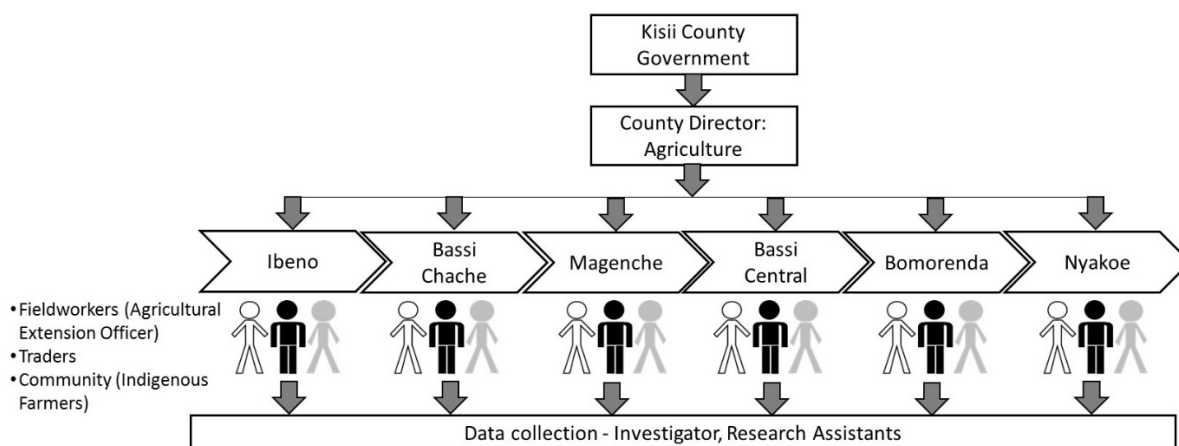 Kisii County
Government
County Director:
Agriculture
Ibeno
Bassi
Chache
Magenche
Bassi
Central
Bomorenda
Nyakoe
•Fieldworkers (Agricultural
Extension Officer)
•Traders
•Community (Indigenous
Farmers)
Data collection - Investigator, Research Assistants